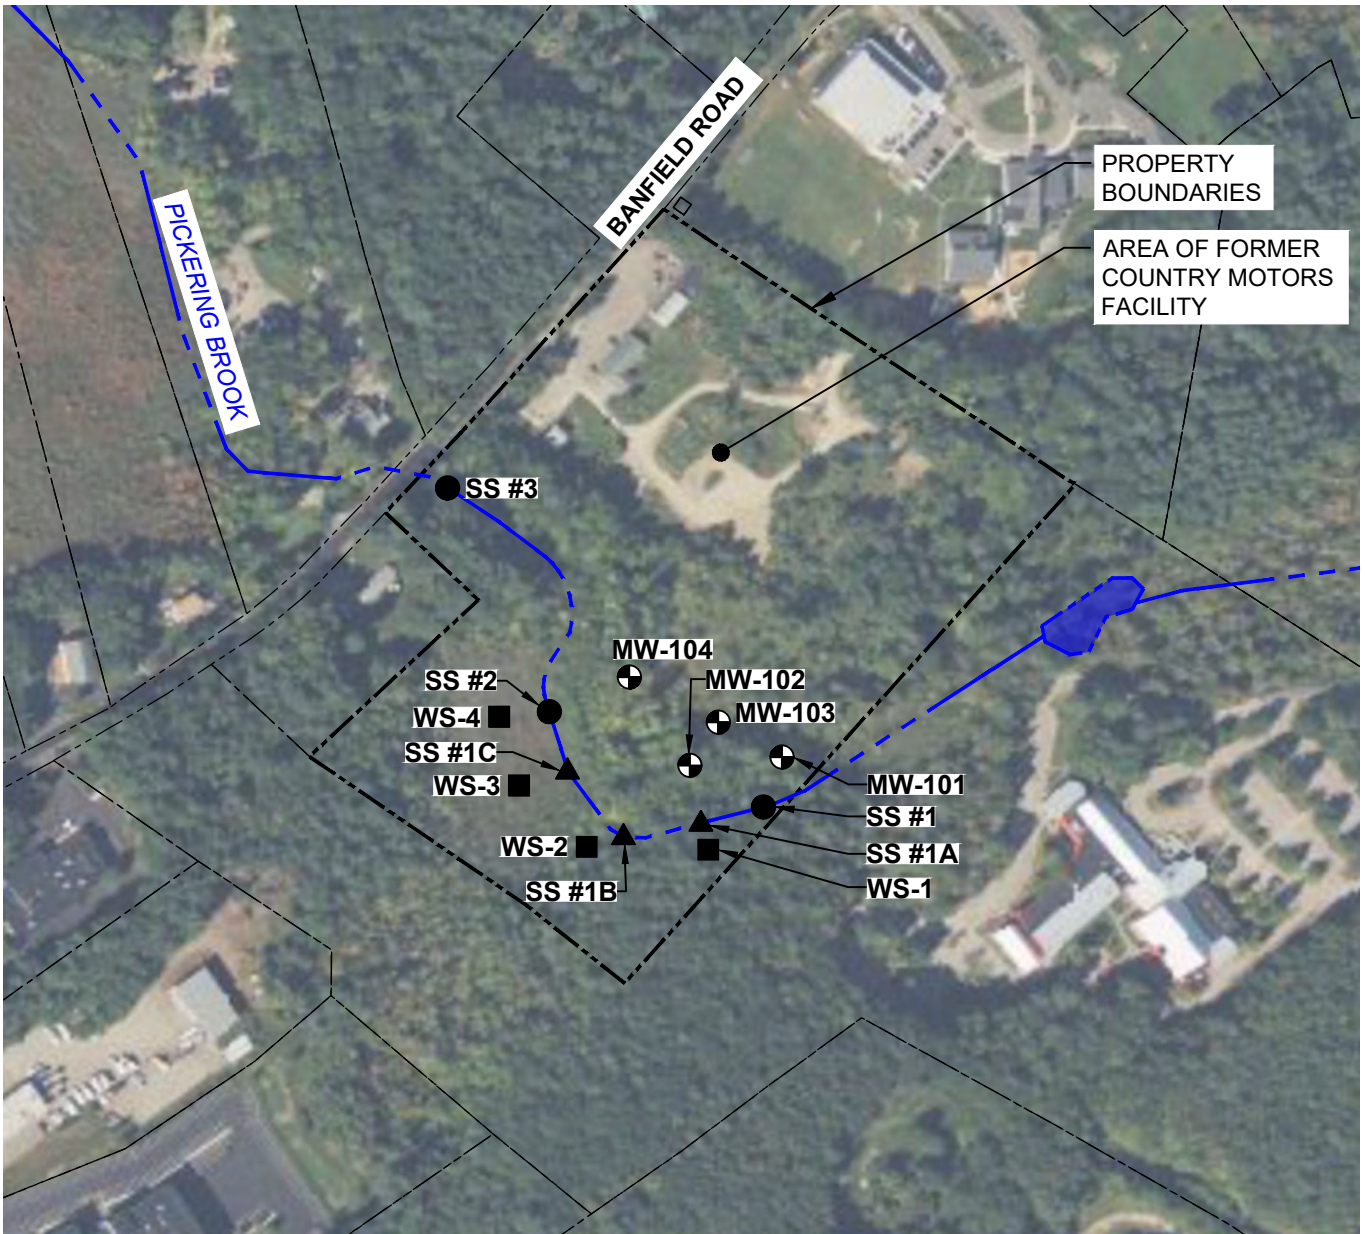 BANFIELD ROAD
PROPERTY
BOUNDARIES
PICKERING BROOK
AREA OF FORMER
COUNTRY MOTORS
FACILITY
SS #3
MW-104
SS #2
MW-102
WS-4
MW-103
SS #1C
WS-3
MW-101
SS #1
WS-2
SS #1A
SS #1B
WS-1